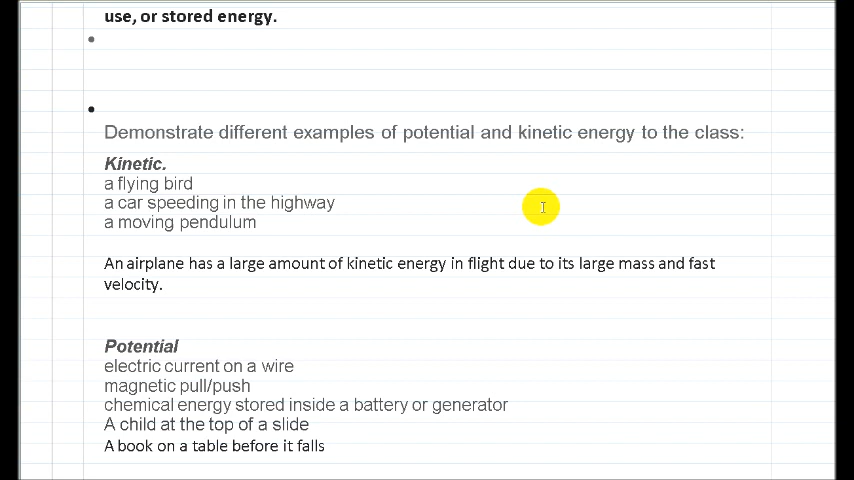 use, or stored energy.
Demonstrate different examples of potential and kinetic energy to the class:
Kinetic.
a flying bird
a car speeding in the highway
a moving pendulum
An airplane has a large amount of kinetic energy in flight due to its large mass and fast
velocity.
Potential
electric current on a wire
magnetic pull/push
chemical energy stored inside a battery or generator
A child at the top of a slide
A book on a table before it falls